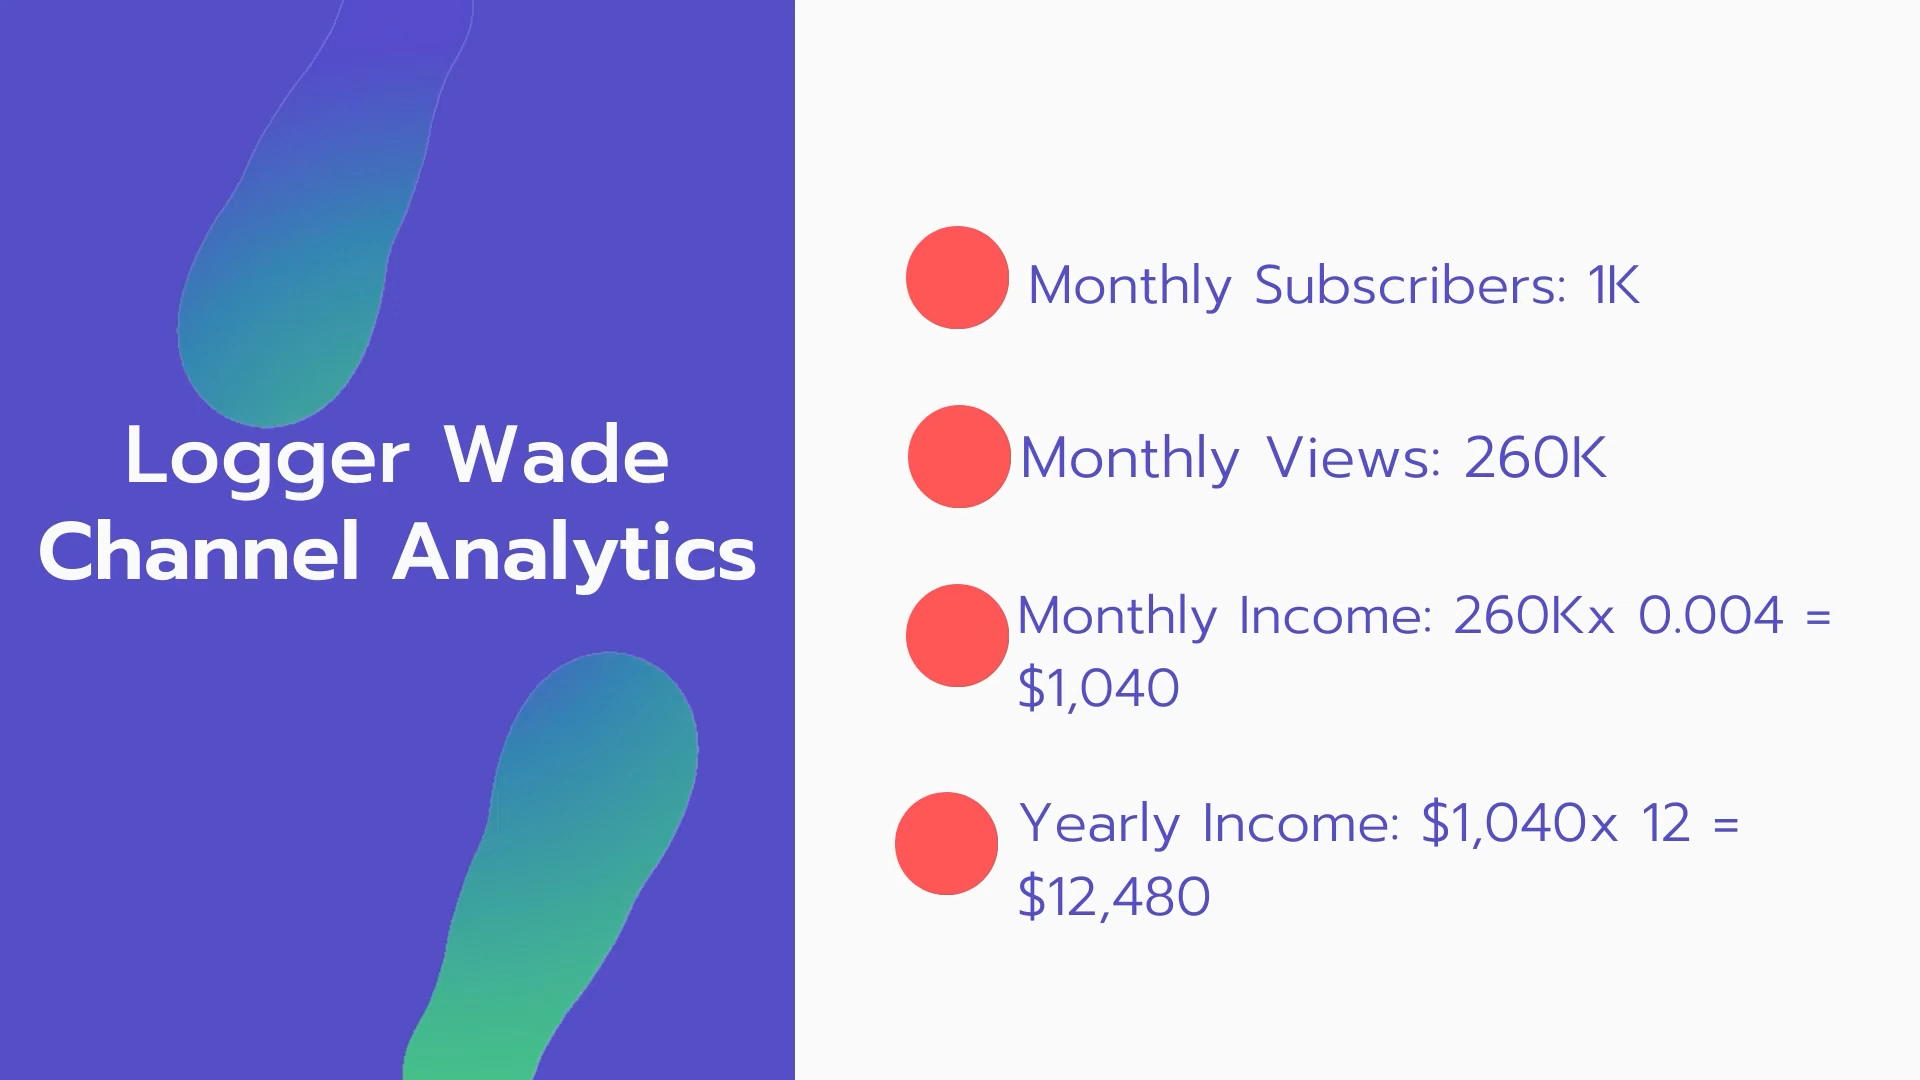 Logger Wade
Channel Analytics
Monthly Subscribers: 1K
Monthly Views: 260K
Monthly Income: 260Kx 0.004 =
$1,040
Yearly Income: $1,040x 12 =
$12,480